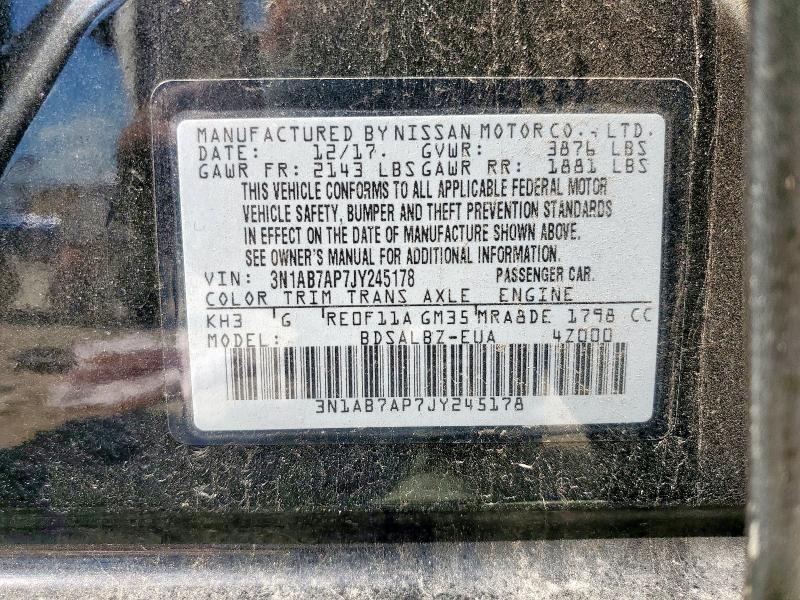 MANUFACTURED BY NISSAN MOTOR CO., LTD.
DATE: 12/17. GVWR: 3876 LBS
GAWR FR: 2143 LBS GAWR RR: 1881 LBS
THIS VEHICLE CONFORMS TO ALL APPLICABLE FEDERAL MOTOR
VEHICLE SAFETY, BUMPER AND THEFT PREVENTION STANDARDS
IN EFFECT ON THE DATE OF MANUFACTURE SHOWN ABOVE.
SEE OWNER'S MANUAL FOR ADDITIONAL INFORMATION.
VIN: 3N1AB7AP7JY245178 PASSENGER CAR.
COLOR TRIM TRANS AXLE ENGINE
KH3 G RE0F11A GM35 MRA8DE 1798 CC
MODEL: BDSALBZ-EUA 4Z000
3N1AB7AP7JY245178